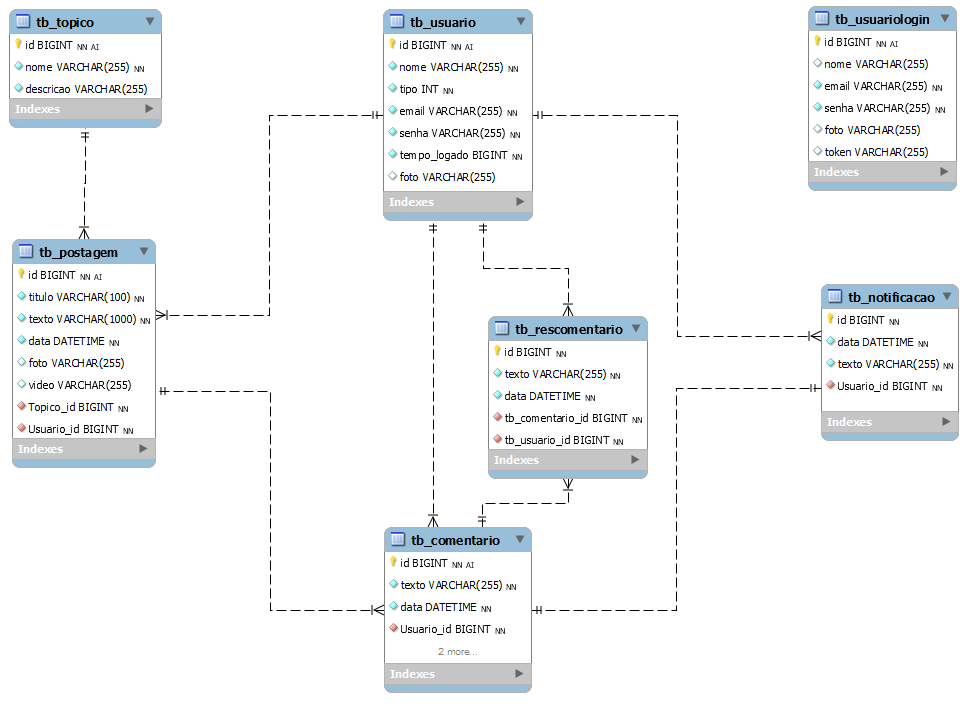 tb_topico
id BIGINT NN AI
nome VARCHAR(255) NN
descricao VARCHAR(255)
Indexes
tb_usuario
id BIGINT NN AI
nome VARCHAR(255) NN
tipo INT NN
email VARCHAR(255) NN
senha VARCHAR(255) NN
tempo_logado BIGINT NN
foto VARCHAR(255)
Indexes
tb_usuariologin
id BIGINT NN AI
nome VARCHAR(255)
email VARCHAR(255) NN
senha VARCHAR(255) NN
foto VARCHAR(255)
token VARCHAR(255)
Indexes
tb_postagem
id BIGINT NN AI
titulo VARCHAR(100) NN
texto VARCHAR(1000) NN
data DATETIME NN
foto VARCHAR(255)
video VARCHAR(255)
Topico_id BIGINT NN
Usuario_id BIGINT NN
Indexes
tb_rescomentario
id BIGINT NN
texto VARCHAR(255) NN
data DATETIME NN
tb_comentario_id BIGINT NN
tb_usuario_id BIGINT NN
Indexes
tb_notificacao
id BIGINT NN
data DATETIME NN
texto VARCHAR(255) NN
Usuario_id BIGINT NN
Indexes
tb_comentario
id BIGINT NN AI
texto VARCHAR(255) NN
data DATETIME NN
Usuario_id BIGINT NN
2 more...
Indexes